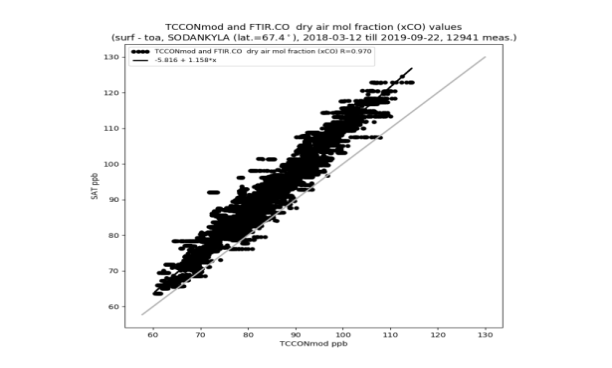 TCCONmod and FTIR.CO dry air mol fraction (xCO) values
(surf - toa, SODANKYLA (lat.=67.4°), 2018-03-12 till 2019-09-22, 12941 meas.)
TCCONmod and FTIR.CO dry air mol fraction (xCO) R=0.970
-5.816 + 1.158*x
130
120
110
100
90
80
70
60
SAT ppb
60 70 80 90 100 110 120 130
TCCONmod ppb